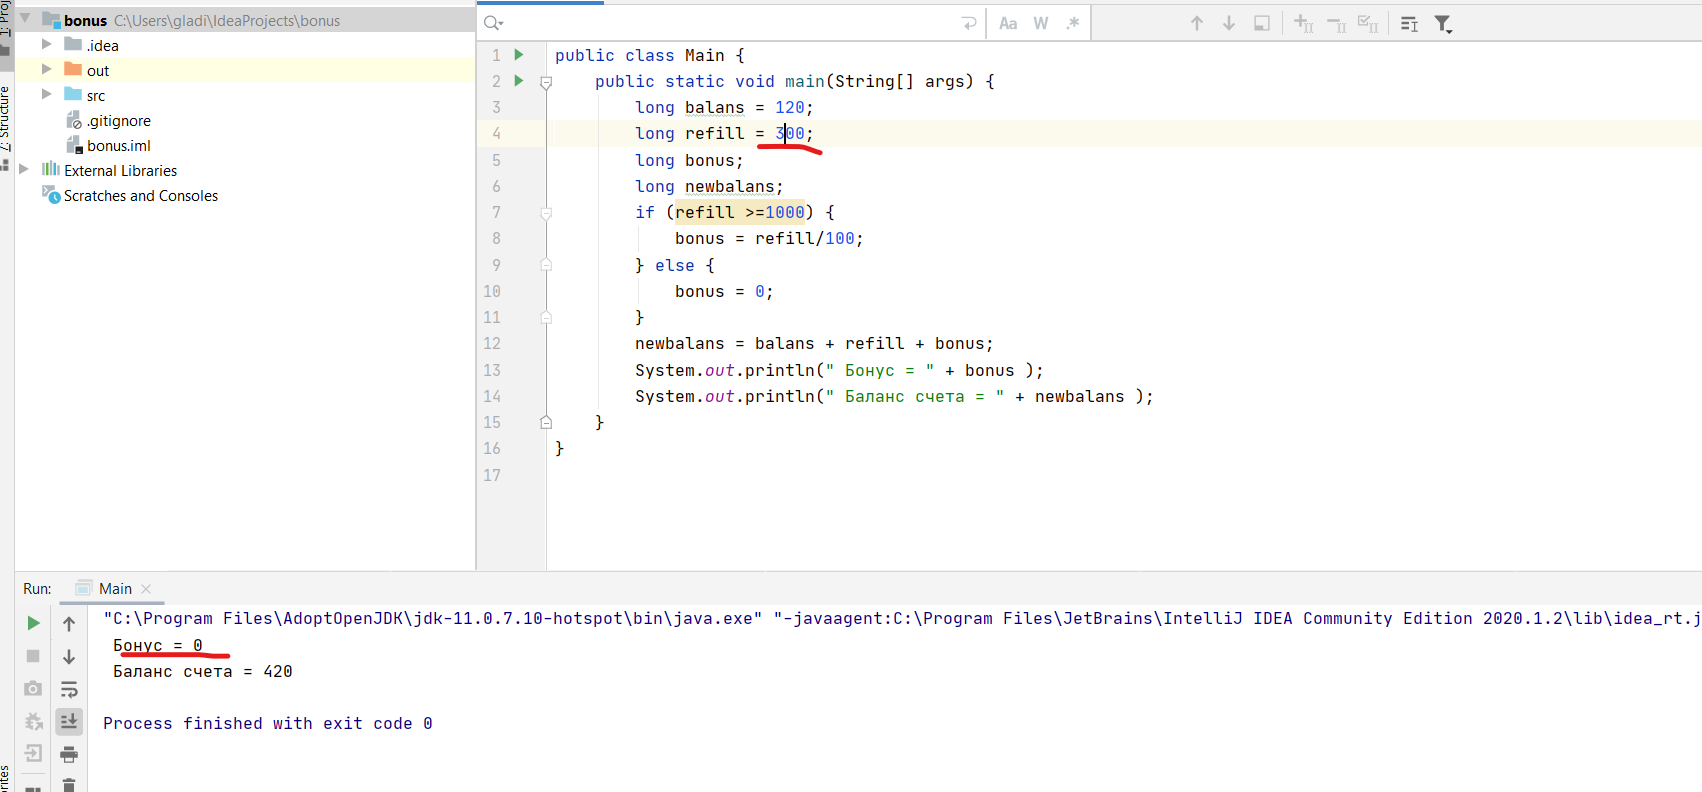 1: Proj
bonus C:\Users\gladi\IdeaProjects\bonus
.idea
out
src
.gitignore
bonus.iml
External Libraries
Scratches and Consoles
Z: Structure
Aa W .*
1 public class Main {
2 public static void main(String[] args) {
3 long balans = 120;
4 long refill = 300;
5 long bonus;
6 long newbalans;
7 if (refill >=1000) {
8 bonus = refill/100;
9 } else {
10 bonus = 0;
11 }
12 newbalans = balans + refill + bonus;
13 System.out.println(" Бонус = " + bonus );
14 System.out.println(" Баланс счета = " + newbalans );
15 }
16 }
17
Run: Main
"C:\Program Files\AdoptOpenJDK\jdk-11.0.7.10-hotspot\bin\java.exe" "-javaagent:C:\Program Files\JetBrains\IntelliJ IDEA Community Edition 2020.1.2\lib\idea_rt.j
Бонус = 0
Баланс счета = 420
Process finished with exit code 0
rites